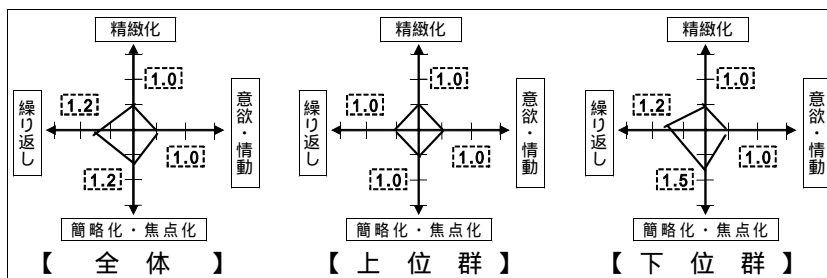 精緻化
1.0
繰り返し
1.2
意欲・情動
1.0
1.2
簡略化・焦点化
【全体】
精緻化
1.0
繰り返し
1.0
意欲・情動
1.0
1.0
簡略化・焦点化
【上位群】
精緻化
1.0
繰り返し
1.2
意欲・情動
1.0
1.5
簡略化・焦点化
【下位群】